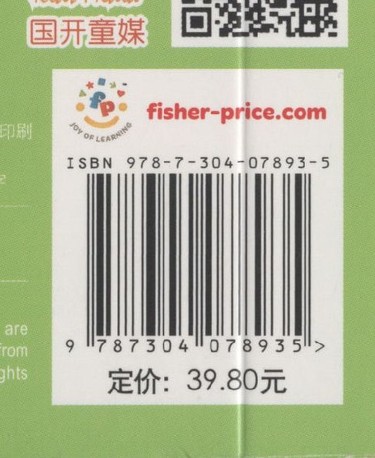 国开童媒
fp
JOY OF LEARNING
fisher-price.com
印刷
ISBN 978-7-304-07893-5
are
from
ghts
9 787304 078935 >
定价：39.80元